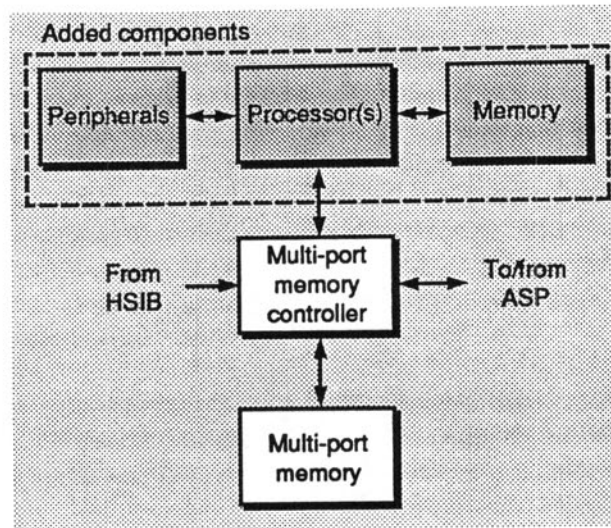 Added components
Peripherals
Processor(s)
Memory
From
HSIB
Multi-port
memory
controller
To/from
ASP
Multi-port
memory